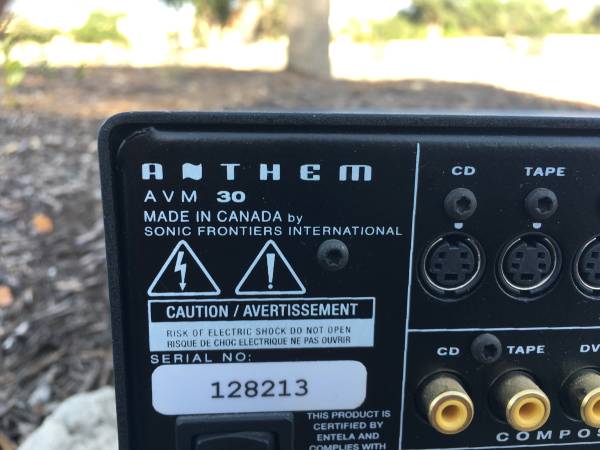 ANTHEM
AVM 30
MADE IN CANADA by
SONIC FRONTIERS INTERNATIONAL
CAUTION / AVERTISSEMENT
RISK OF ELECTRIC SHOCK DO NOT OPEN
RISQUE DE CHOC ELECTRIQUE NE PAS OUVRIR
SERIAL NO:
128213
THIS PRODUCT IS
CERTIFIED BY
ENTELA AND
COMPLIES WITH
CD TAPE
CD TAPE DV
COMPOS